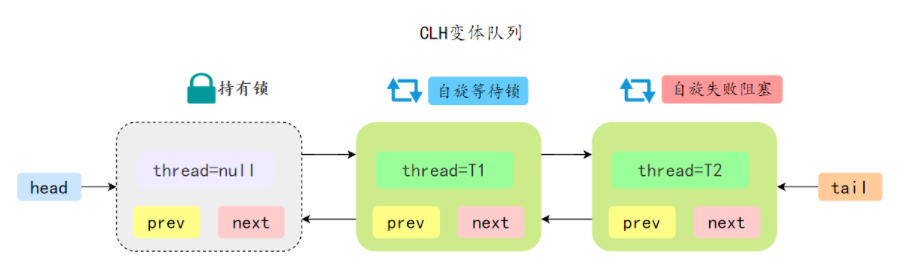 CLH变体队列
持有锁
自旋等待锁
自旋失败阻塞
head
thread=null
thread=T1
thread=T2
tail
prev
next
prev
next
prev
next